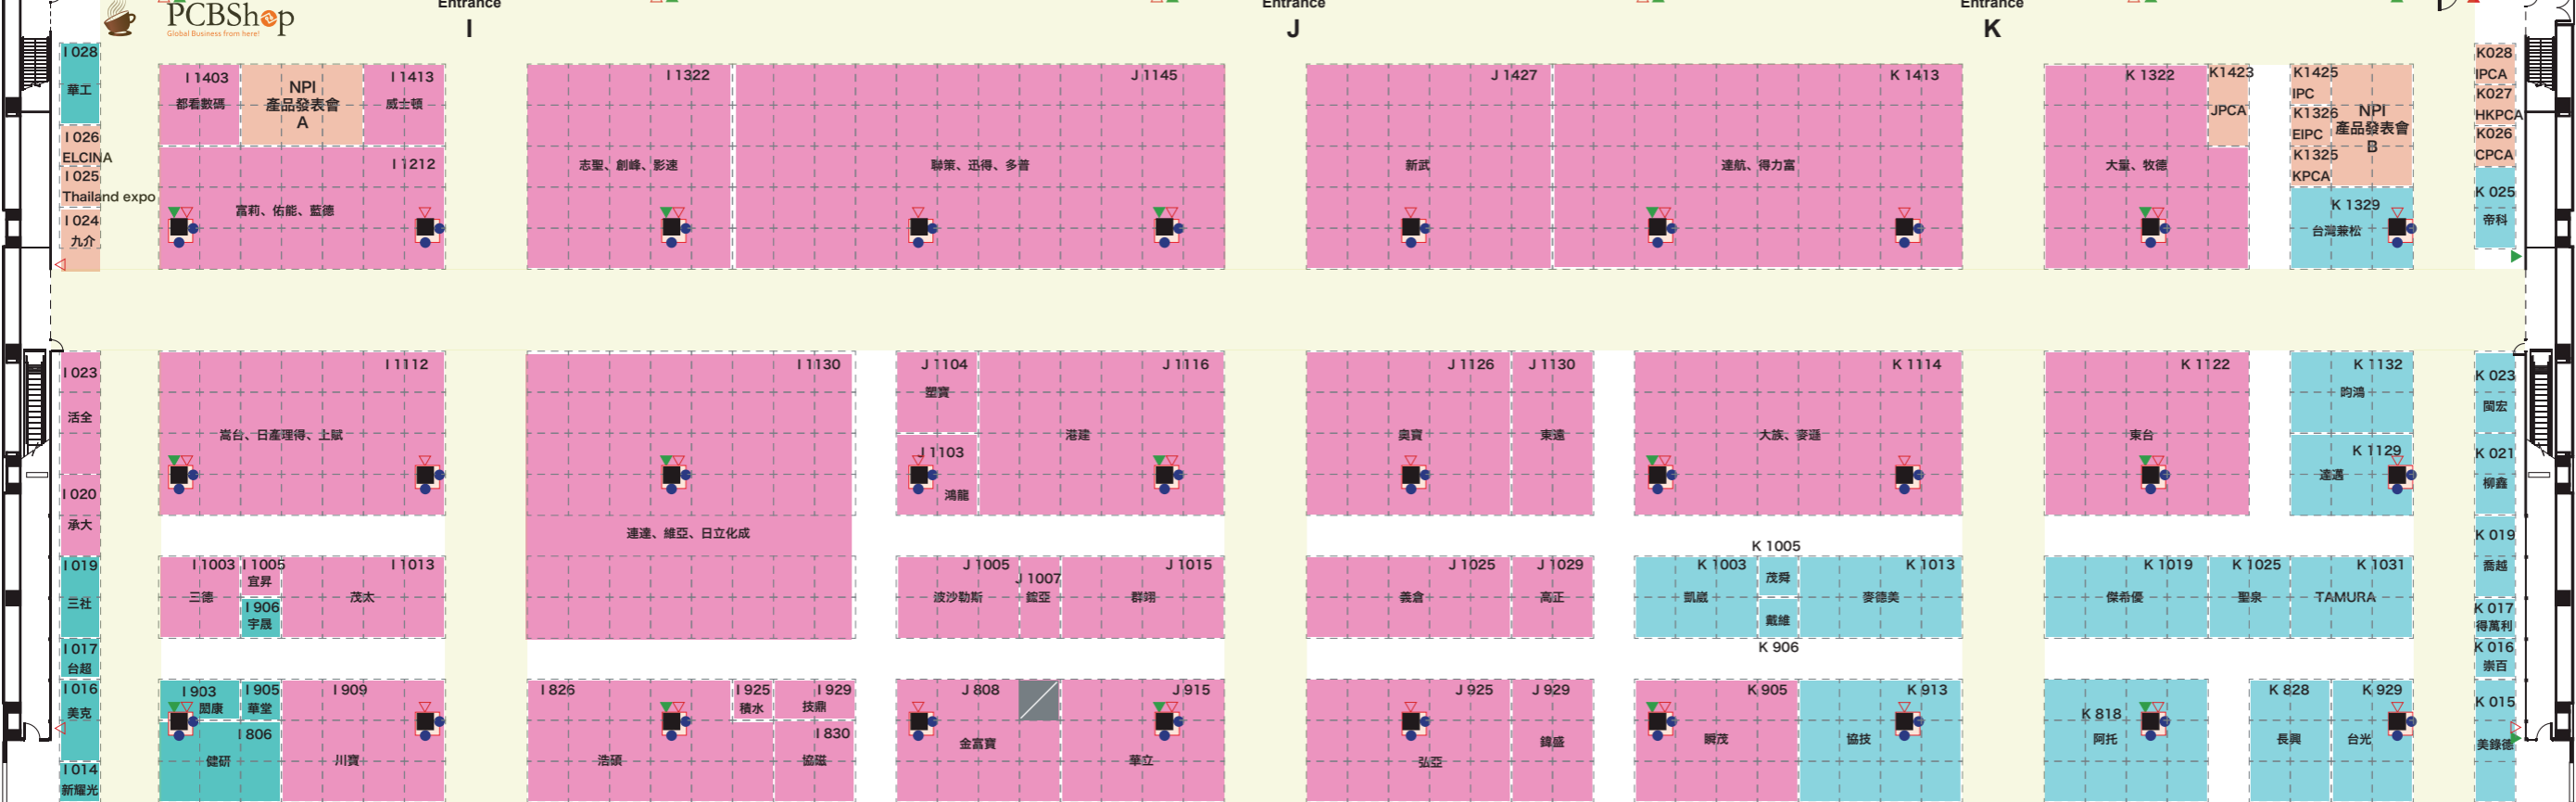 PCBShop
Global Business from here!
Entrance
I
Entrance
J
Entrance
K
I 028
華工
I 026
ELCINA
I 025
Thailand expo
I 024
九介
I 1403
都看數碼
NPI
產品發表會
A
I 1413
威士頓
I 1212
富莉、佑能、藍德
I 1322
志聖、創峰、影速
J 1145
聯策、迅得、多普
J 1427
新武
K 1413
達航、得力富
K 1322
大量、牧德
K1423
JPCA
K1425
IPC
K1326
EIPC
K1325
KPCA
NPI
產品發表會
B
K 1329
台灣兼松
K028
IPCA
K027
HKPCA
K026
CPCA
K 025
帝科
I 023
活全
I 020
承大
I 019
三社
I 017
台超
I 016
美克
I 014
新耀光
I 1112
嵩台、日產理得、上賦
I 1130
連達、維亞、日立化成
J 1104
塑寶
J 1103
鴻龍
J 1116
港建
J 1126
奧寶
J 1130
東遠
K 1114
大族、麥遜
K 1122
東台
K 1132
昀鴻
K 1129
達邁
K 023
閩宏
K 021
柳鑫
K 019
喬越
K 017
得萬利
K 016
崇百
K 015
美錄德
I 1003
三德
I 1005
宜昇
I 906
宇晟
I 1013
茂太
J 1005
波沙勒斯
J 1007
鋐亞
J 1015
群翊
J 1025
義倉
J 1029
高正
K 1005
K 1003
凱崴
茂舜
戴維
K 906
K 1013
麥德美
K 1019
傑希優
K 1025
聖泉
K 1031
TAMURA
I 903
閎康
I 905
華堂
I 806
健研
I 909
川寶
I 826
浩碩
I 925
積水
I 929
技鼎
I 830
協磁
J 808
金富寶
J 915
華立
J 925
弘亞
J 929
鐏盛
K 905
瞬茂
K 913
協技
K 818
阿托
K 828
長興
K 929
台光